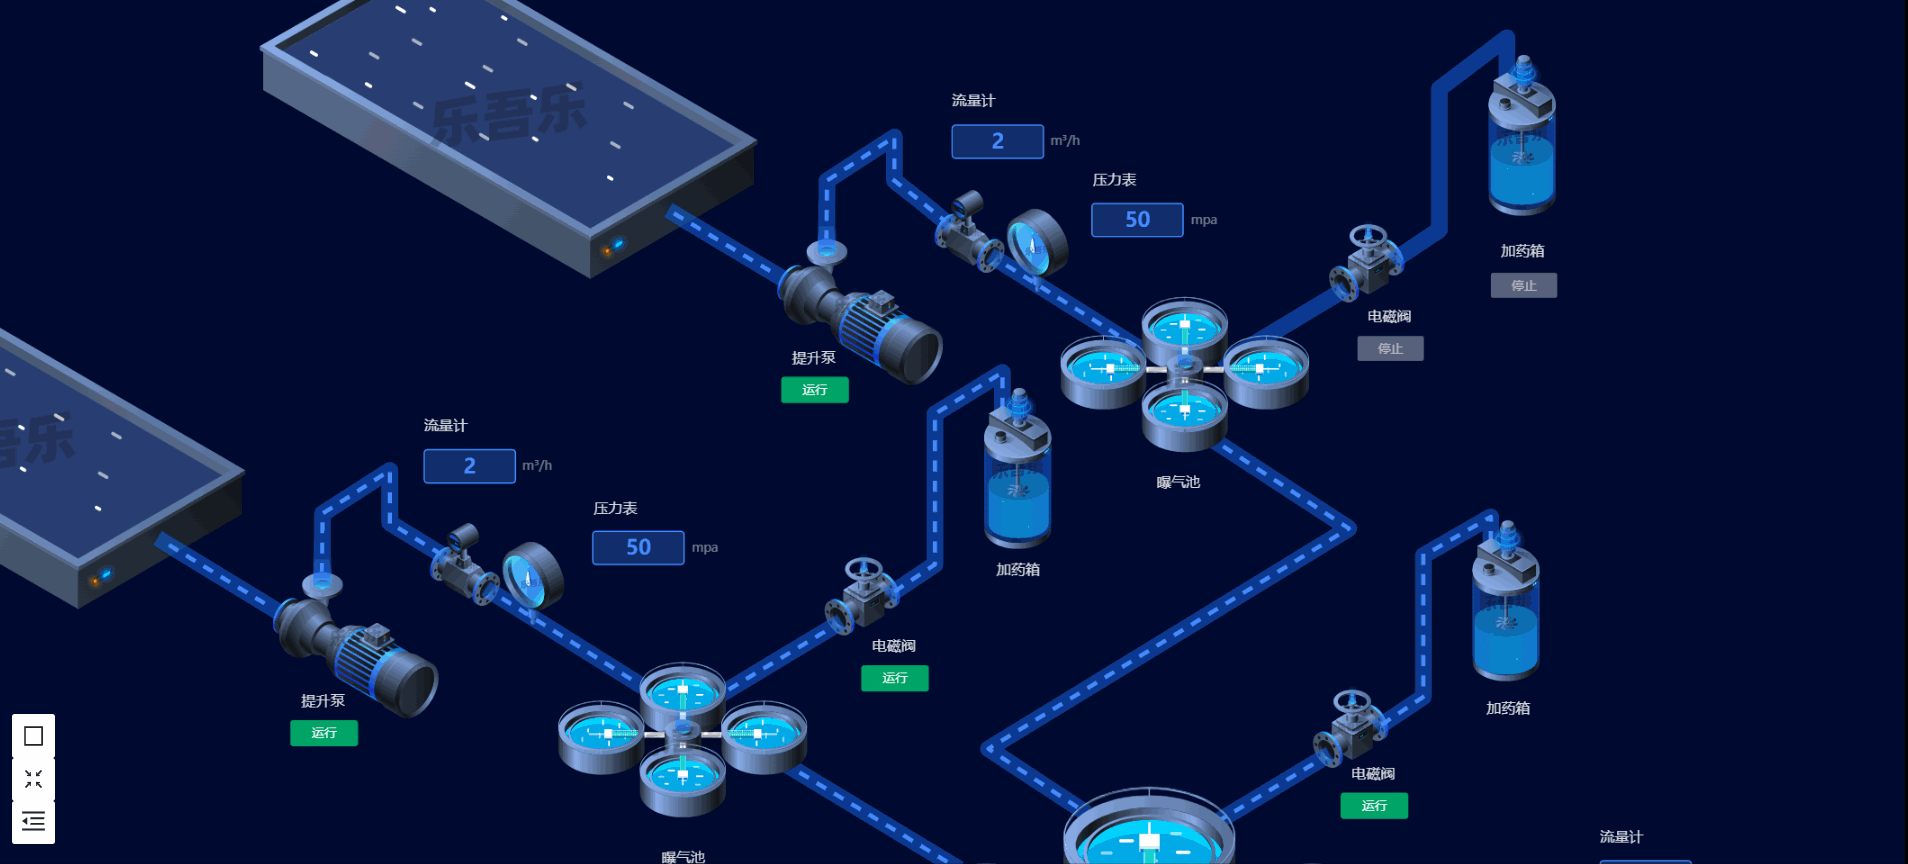 乐吾乐
流量计
2 m³/h
压力表
50 mpa
加药箱
停止
电磁阀
停止
提升泵
运行
曝气池
吾乐
流量计
2 m³/h
压力表
50 mpa
加药箱
电磁阀
运行
提升泵
运行
曝气池
加药箱
电磁阀
运行
流量计